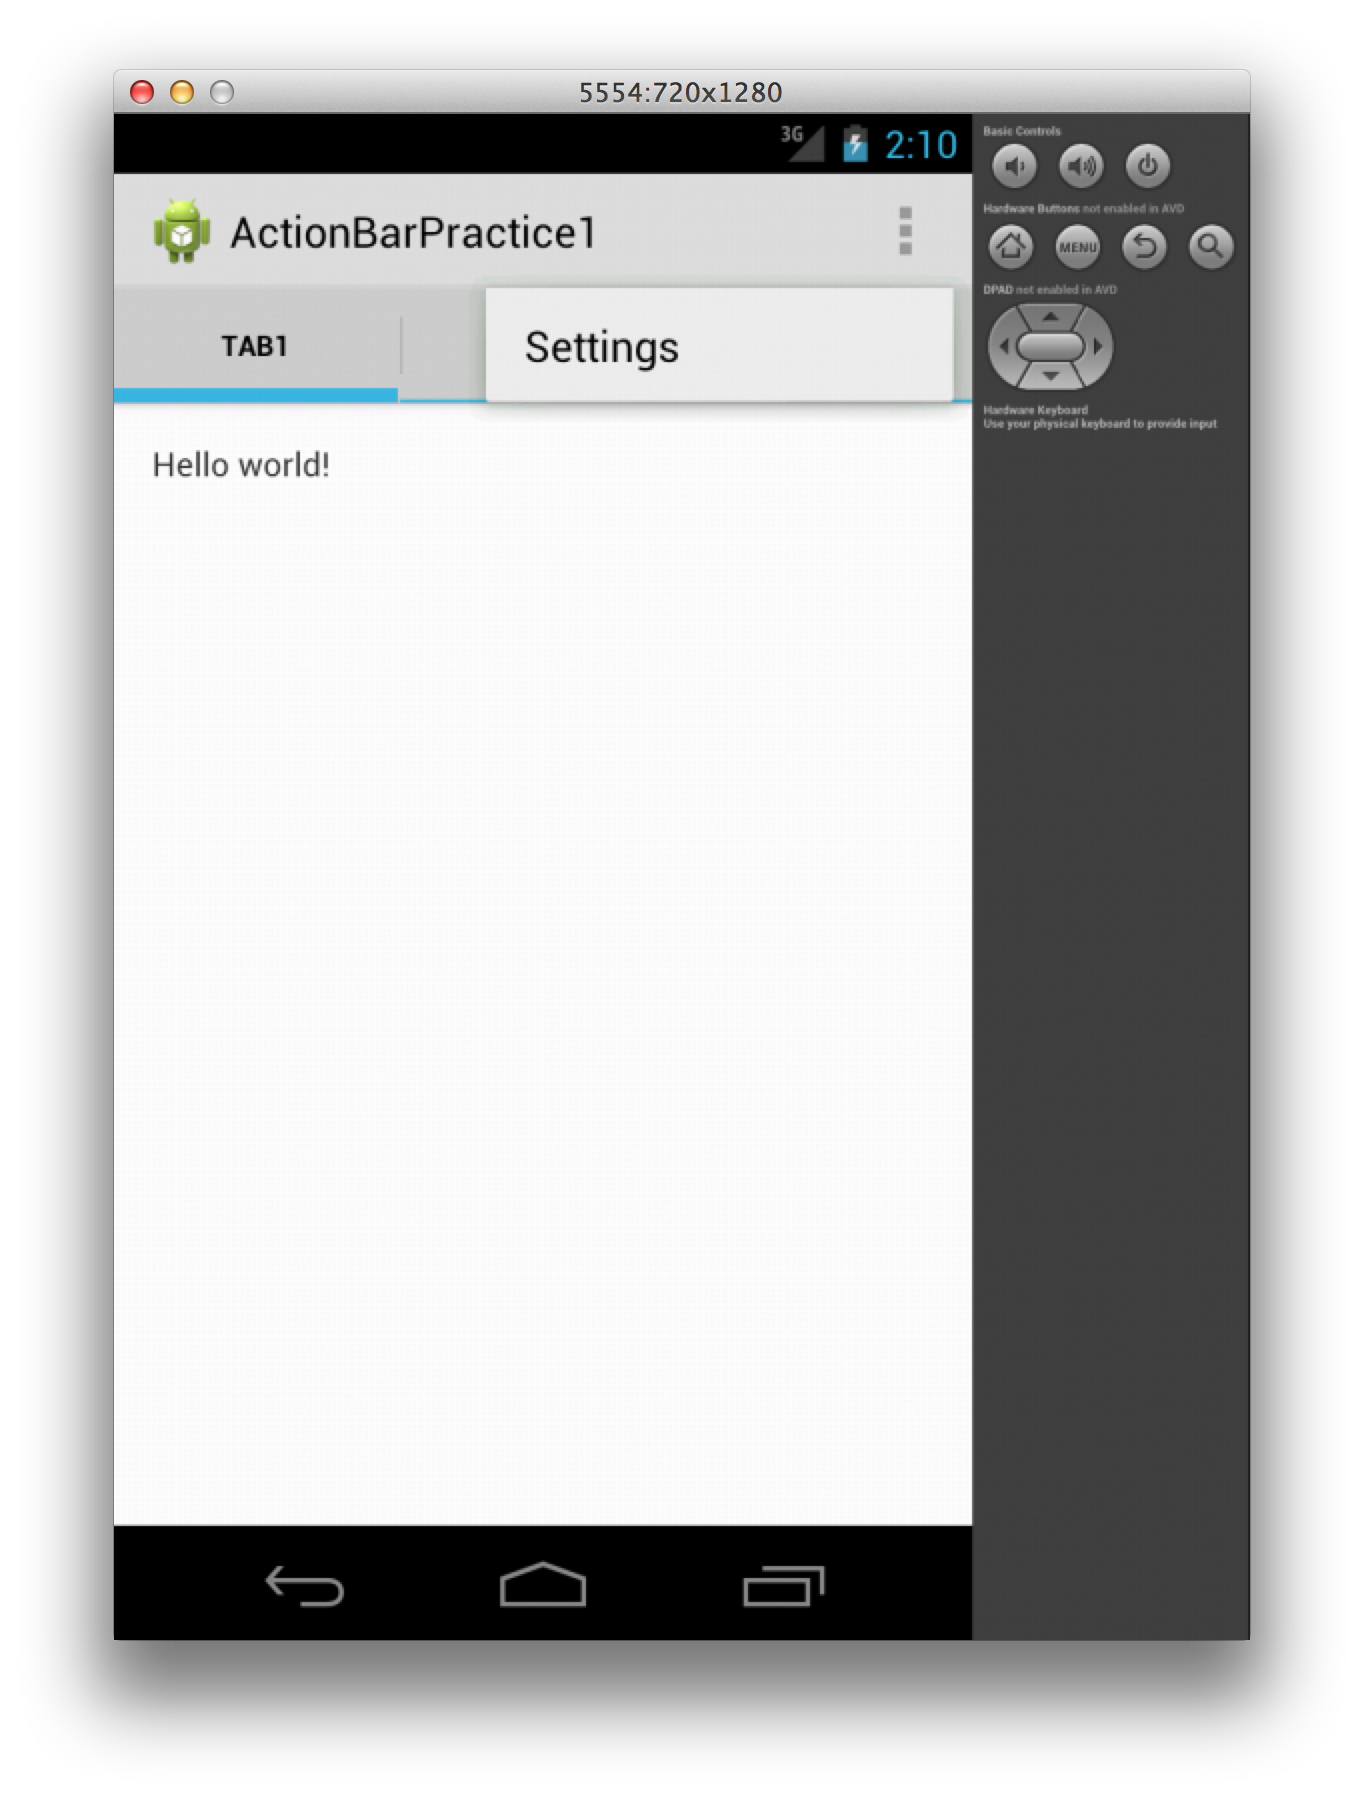 5554:720x1280
3G 2:10
ActionBarPractice1
TAB1
Settings
Hello world!
Basic Controls
Hardware Buttons not enabled in AVD
MENU
DPAD not enabled in AVD
Hardware Keyboard
Use your physical keyboard to provide input